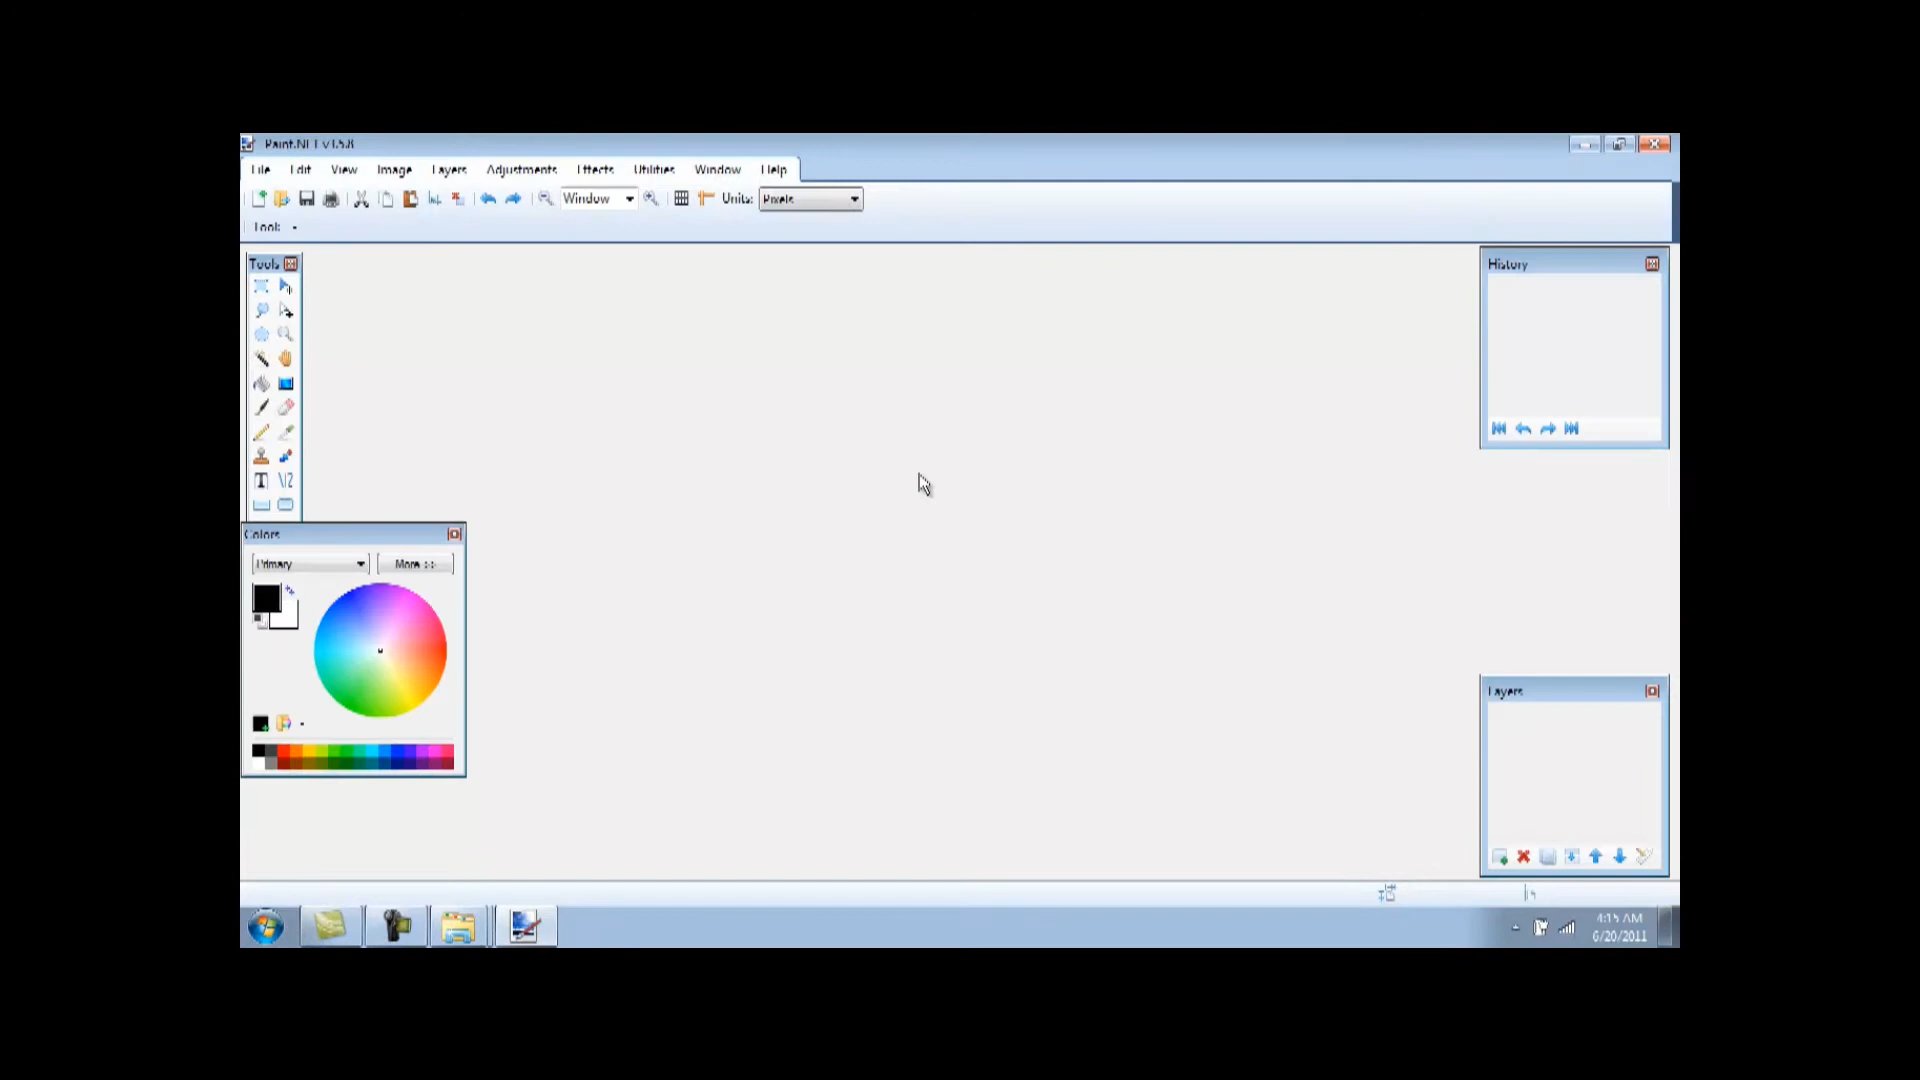 Paint.NET v3.5.8
File Edit View Image Layers Adjustments Effects Utilities Window Help
Window Units: Pixels
Tool:
Tools
History
Colors
Primary More >>
Layers
4:15 AM
6/20/2011